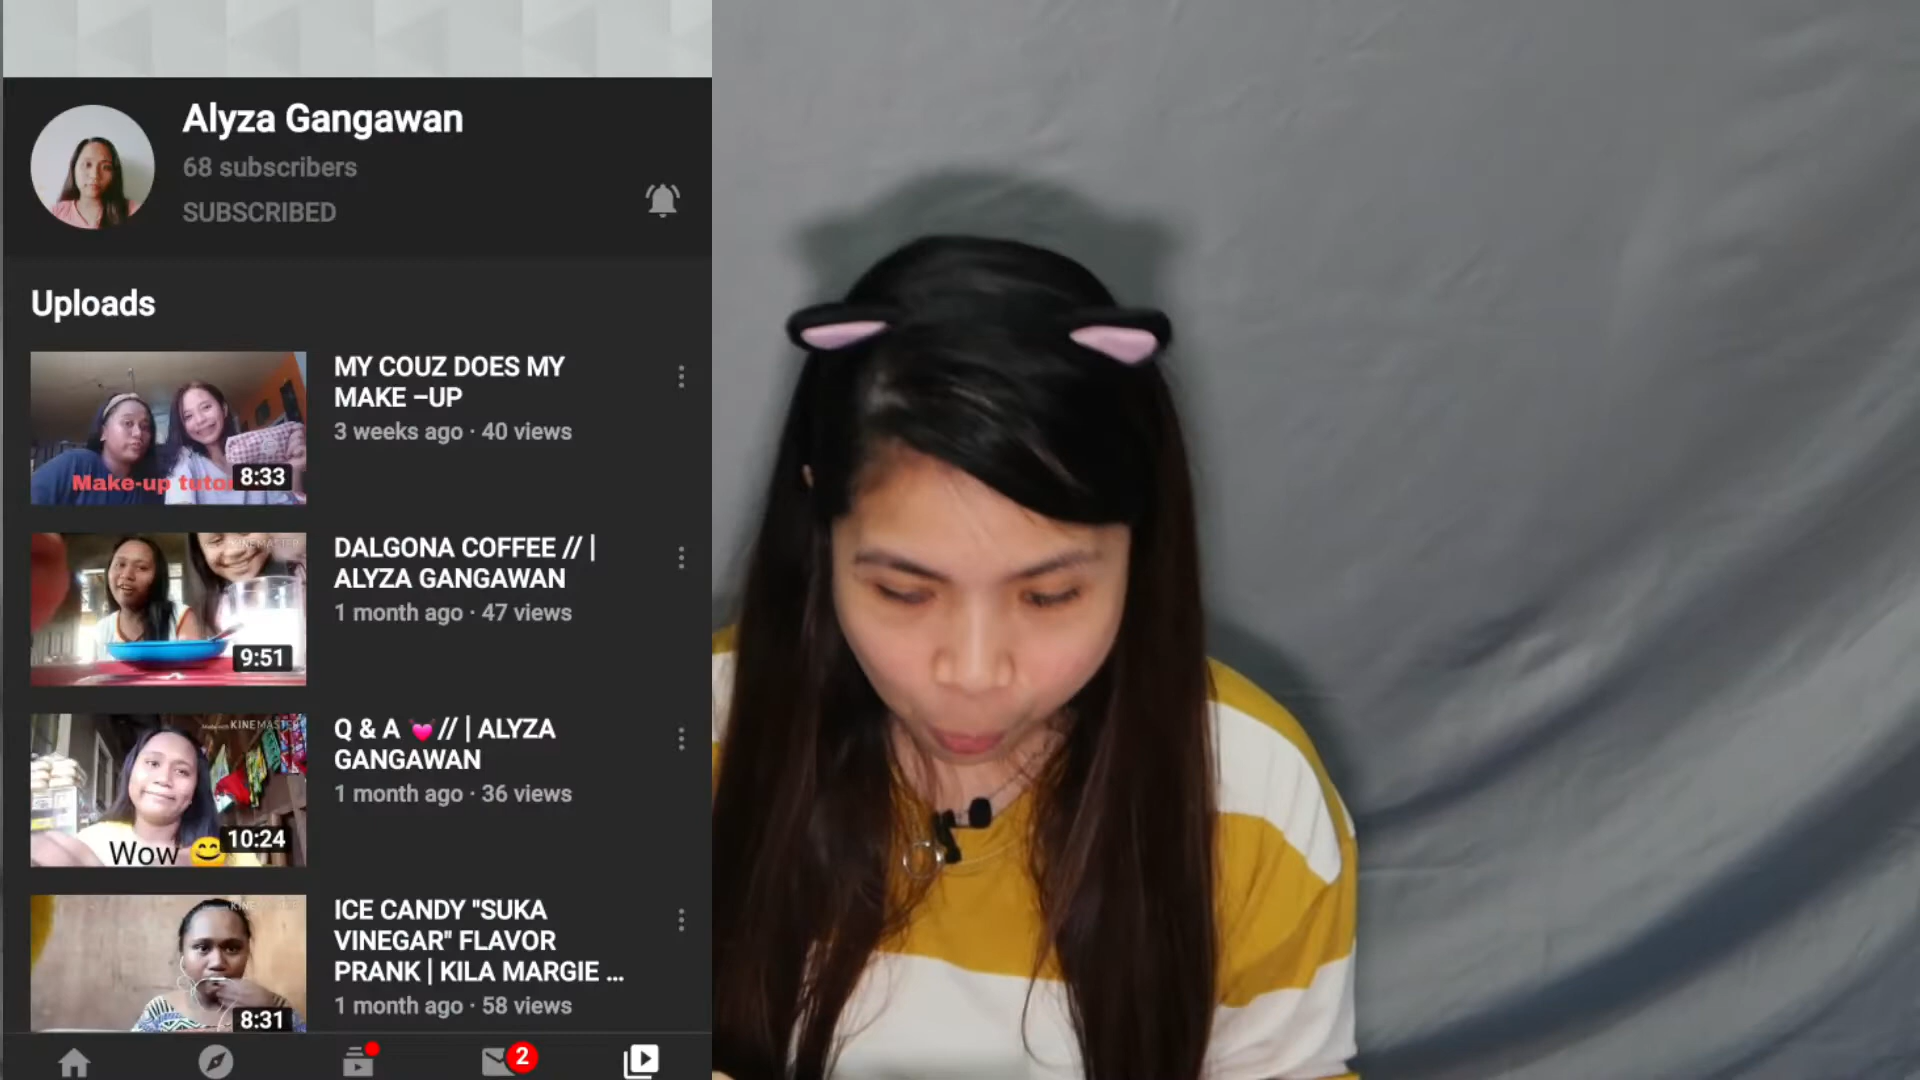 Alyza Gangawan
68 subscribers
SUBSCRIBED
Uploads
MY COUZ DOES MY
MAKE –UP
3 weeks ago · 40 views
Make-up tuto
8:33
DALGONA COFFEE // |
ALYZA GANGAWAN
1 month ago · 47 views
KINEMASTER
9:51
Q & A 💓// | ALYZA
GANGAWAN
1 month ago · 36 views
KINEMASTER
Wow 😊
10:24
ICE CANDY "SUKA
VINEGAR" FLAVOR
PRANK | KILA MARGIE ...
1 month ago · 58 views
8:31
2